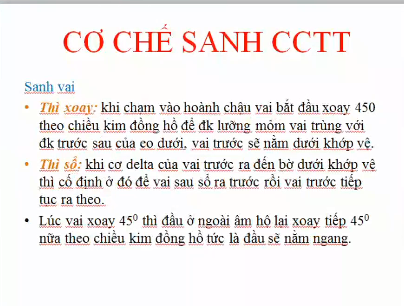 CƠ CHẾ SANH CCTT
Sanh vai
• Thì xoay: khi chạm vào hoành chậu vai bắt đầu xoay 450
theo chiều kim đồng hồ để đk lưỡng mỏm vai trùng với
đk trước sau của eo dưới, vai trước sẽ nằm dưới khớp vệ.
• Thì sổ: khi cơ delta của vai trước ra đến bờ dưới khớp vệ
thì cố định ở đó để vai sau sổ ra trước rồi vai trước tiếp
tục ra theo.
• Lúc vai xoay 45⁰ thì đầu ở ngoài âm hộ lại xoay tiếp 45⁰
nữa theo chiều kim đồng hồ tức là đầu sẽ nằm ngang.